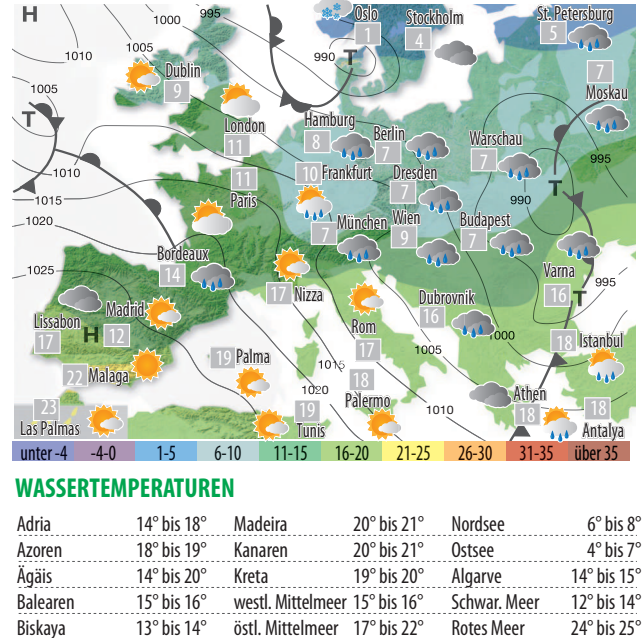 H
995
1000
1005
1010
Oslo
1
990
T
Stockholm
4
St. Petersburg
5
Dublin
9
7
Moskau
1005
T
London
11
Hamburg
8
Berlin
7
Warschau
7
995
1010
11
Paris
10
Frankfurt
Dresden
7
990
T
1015
1020
7
München
Wien
9
Budapest
7
Bordeaux
14
1025
17
Nizza
Varna
16
995
T
Lissabon
17
Madrid
H
12
Dubrovnik
16
1000
Rom
17
1005
18
Istanbul
22
Malaga
19
Palma
1015
1020
18
Palermo
1010
23
Las Palmas
19
Tunis
Athen
18
18
Antalya
unter -4 -4-0 1-5 6-10 11-15 16-20 21-25 26-30 31-35 über 35
WASSERTEMPERATUREN
Adria 14° bis 18° Madeira 20° bis 21° Nordsee 6° bis 8°
Azoren 18° bis 19° Kanaren 20° bis 21° Ostsee 4° bis 7°
Ägäis 14° bis 20° Kreta 19° bis 20° Algarve 14° bis 15°
Balearen 15° bis 16° westl. Mittelmeer 15° bis 16° Schwar. Meer 12° bis 14°
Biskaya 13° bis 14° östl. Mittelmeer 17° bis 22° Rotes Meer 24° bis 25°